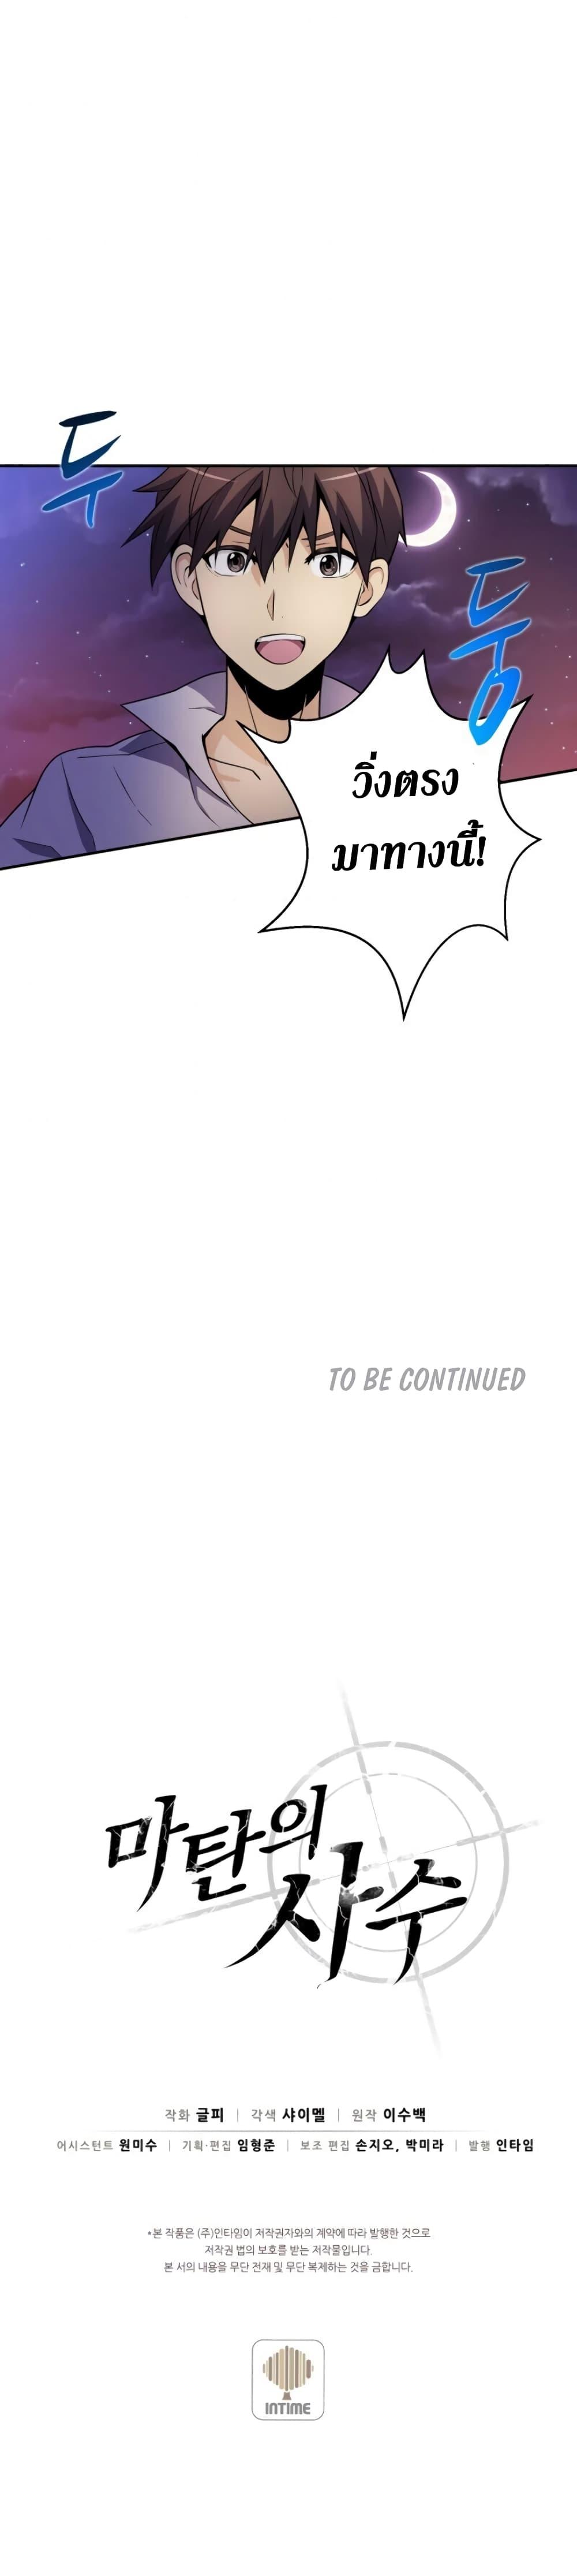 두
둥
วิ่งตรง
มาทางนี้!
TO BE CONTINUED
마탄의
사수
작화 글피 | 각색 샤이멜 | 원작 이수백
어시스턴트 원미수 | 기획·편집 임형준 | 보조 편집 손지오, 박미라 | 발행 인타임
*본 작품은 (주)인타임이 저작권자와의 계약에 따라 발행한 것으로
저작권 법의 보호를 받는 저작물입니다.
본 서의 내용을 무단 전재 및 무단 복제하는 것을 금합니다.
INTIME